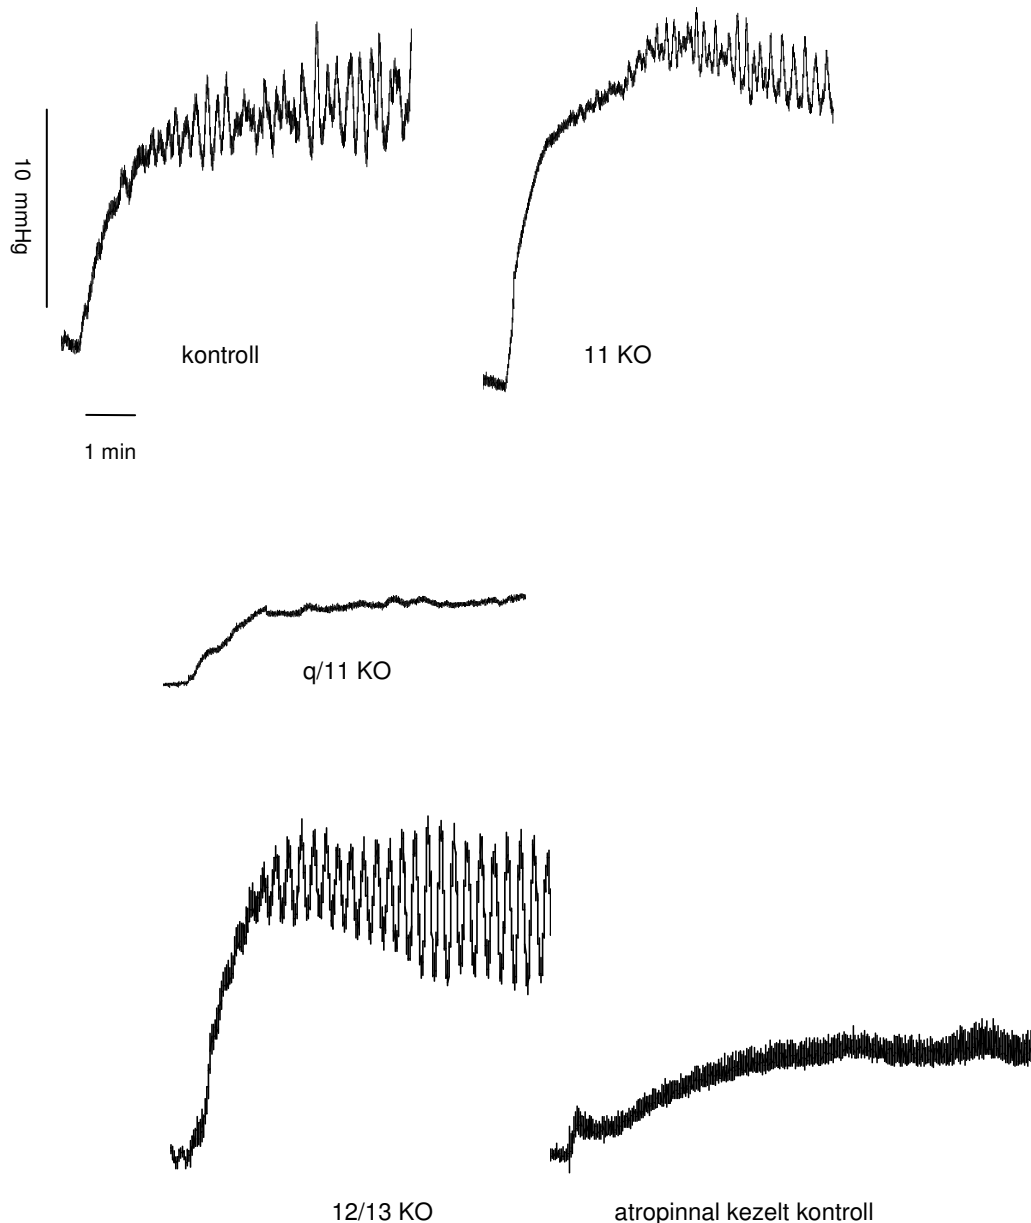 10 mmHg
kontroll
11 KO
1 min
q/11 KO
12/13 KO
atropinnal kezelt kontroll